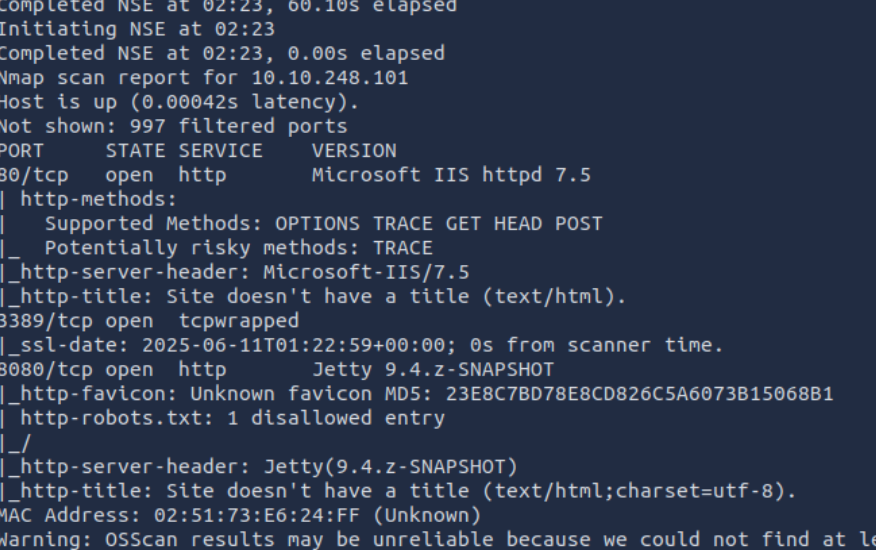 Completed NSE at 02:23, 60.10s elapsed
Initiating NSE at 02:23
Completed NSE at 02:23, 0.00s elapsed
Nmap scan report for 10.10.248.101
Host is up (0.00042s latency).
Not shown: 997 filtered ports
PORT     STATE SERVICE    VERSION
80/tcp   open  http       Microsoft IIS httpd 7.5
| http-methods:
|   Supported Methods: OPTIONS TRACE GET HEAD POST
|_  Potentially risky methods: TRACE
|_http-server-header: Microsoft-IIS/7.5
|_http-title: Site doesn't have a title (text/html).
3389/tcp open  tcpwrapped
|_ssl-date: 2025-06-11T01:22:59+00:00; 0s from scanner time.
8080/tcp open  http       Jetty 9.4.z-SNAPSHOT
|_http-favicon: Unknown favicon MD5: 23E8C7BD78E8CD826C5A6073B15068B1
| http-robots.txt: 1 disallowed entry
|_/
|_http-server-header: Jetty(9.4.z-SNAPSHOT)
|_http-title: Site doesn't have a title (text/html;charset=utf-8).
MAC Address: 02:51:73:E6:24:FF (Unknown)
Warning: OSScan results may be unreliable because we could not find at